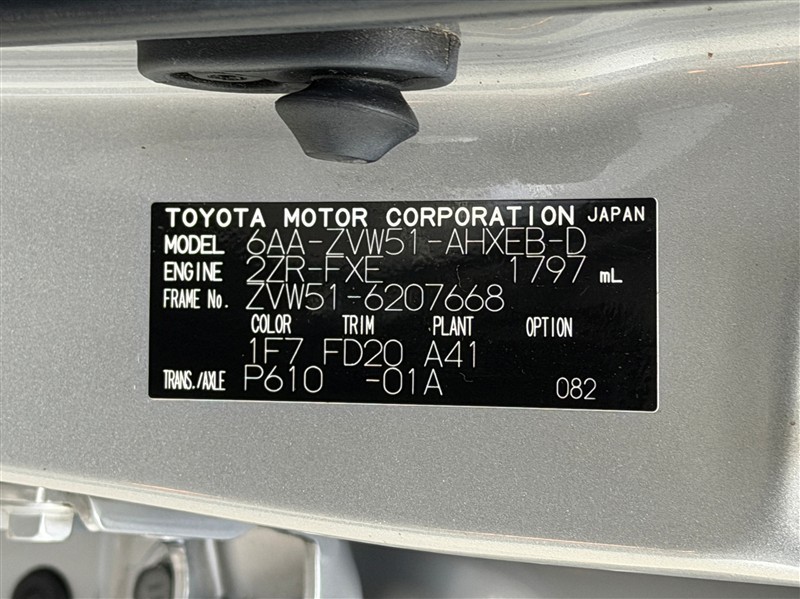 TOYOTA MOTOR CORPORATION JAPAN
MODEL 6AA-ZVW51-AHXEB-D
ENGINE 2ZR-FXE 1797 mL
FRAME No. ZVW51-6207668
COLOR TRIM PLANT OPTION
1F7 FD20 A41
TRANS./AXLE P610 -01A 082